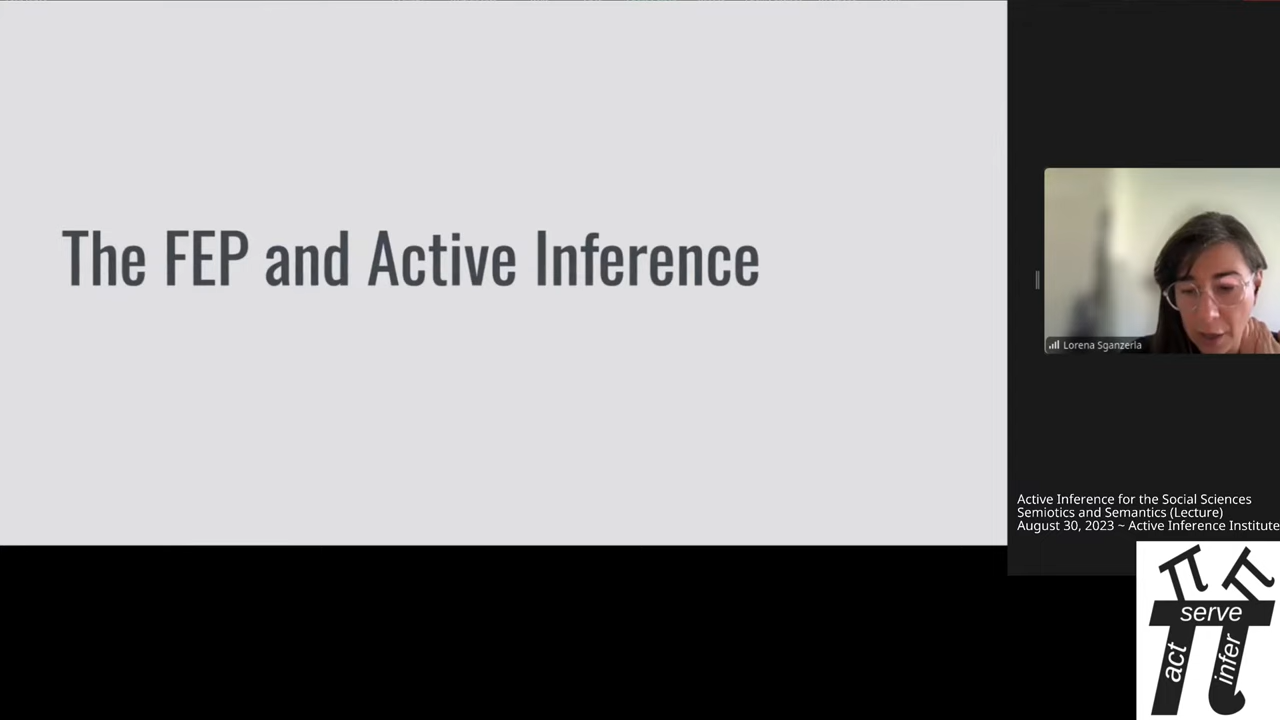 The FEP and Active Inference
Lorena Sganzerla
Active Inference for the Social Sciences
Semiotics and Semantics (Lecture)
August 30, 2023 ~ Active Inference Institute
serve
act
infer